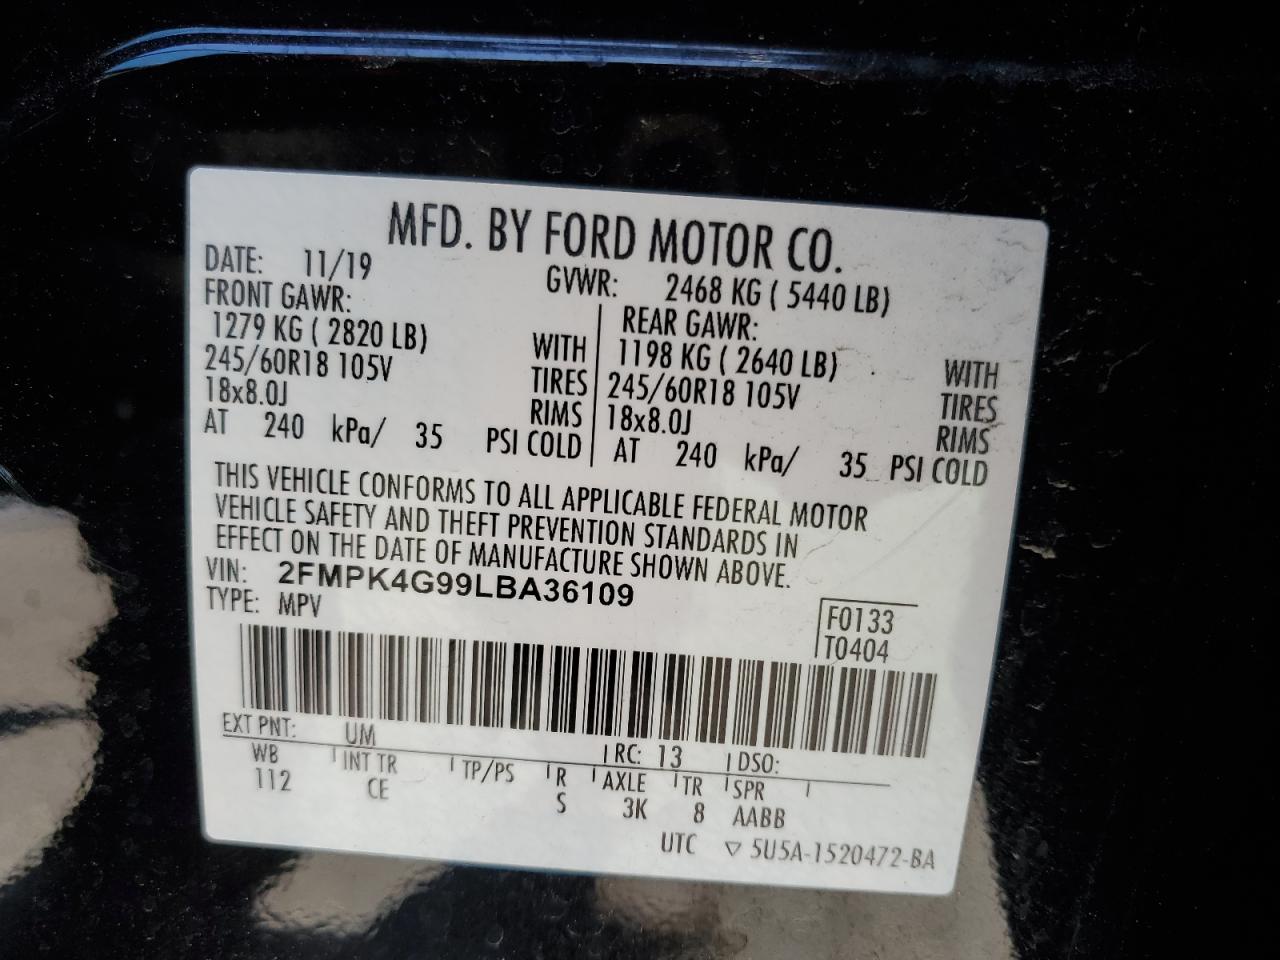 MFD. BY FORD MOTOR CO.
DATE: 11/19
GVWR: 2468 KG ( 5440 LB)
FRONT GAWR:
1279 KG ( 2820 LB)
WITH
245/60R18 105V
TIRES
18x8.0J
RIMS
AT 240 kPa/ 35 PSI COLD
REAR GAWR:
1198 KG ( 2640 LB)
WITH
245/60R18 105V
TIRES
18x8.0J
RIMS
AT 240 kPa/ 35 PSI COLD
THIS VEHICLE CONFORMS TO ALL APPLICABLE FEDERAL MOTOR
VEHICLE SAFETY AND THEFT PREVENTION STANDARDS IN
EFFECT ON THE DATE OF MANUFACTURE SHOWN ABOVE.
VIN: 2FMPK4G99LBA36109
TYPE: MPV
F0133
T0404
EXT PNT: UM RC: 13 DSO:
WB INT TR TP/PS R AXLE TR SPR
112 CE S 3K 8 AABB
UTC ▽ 5U5A-1520472-BA